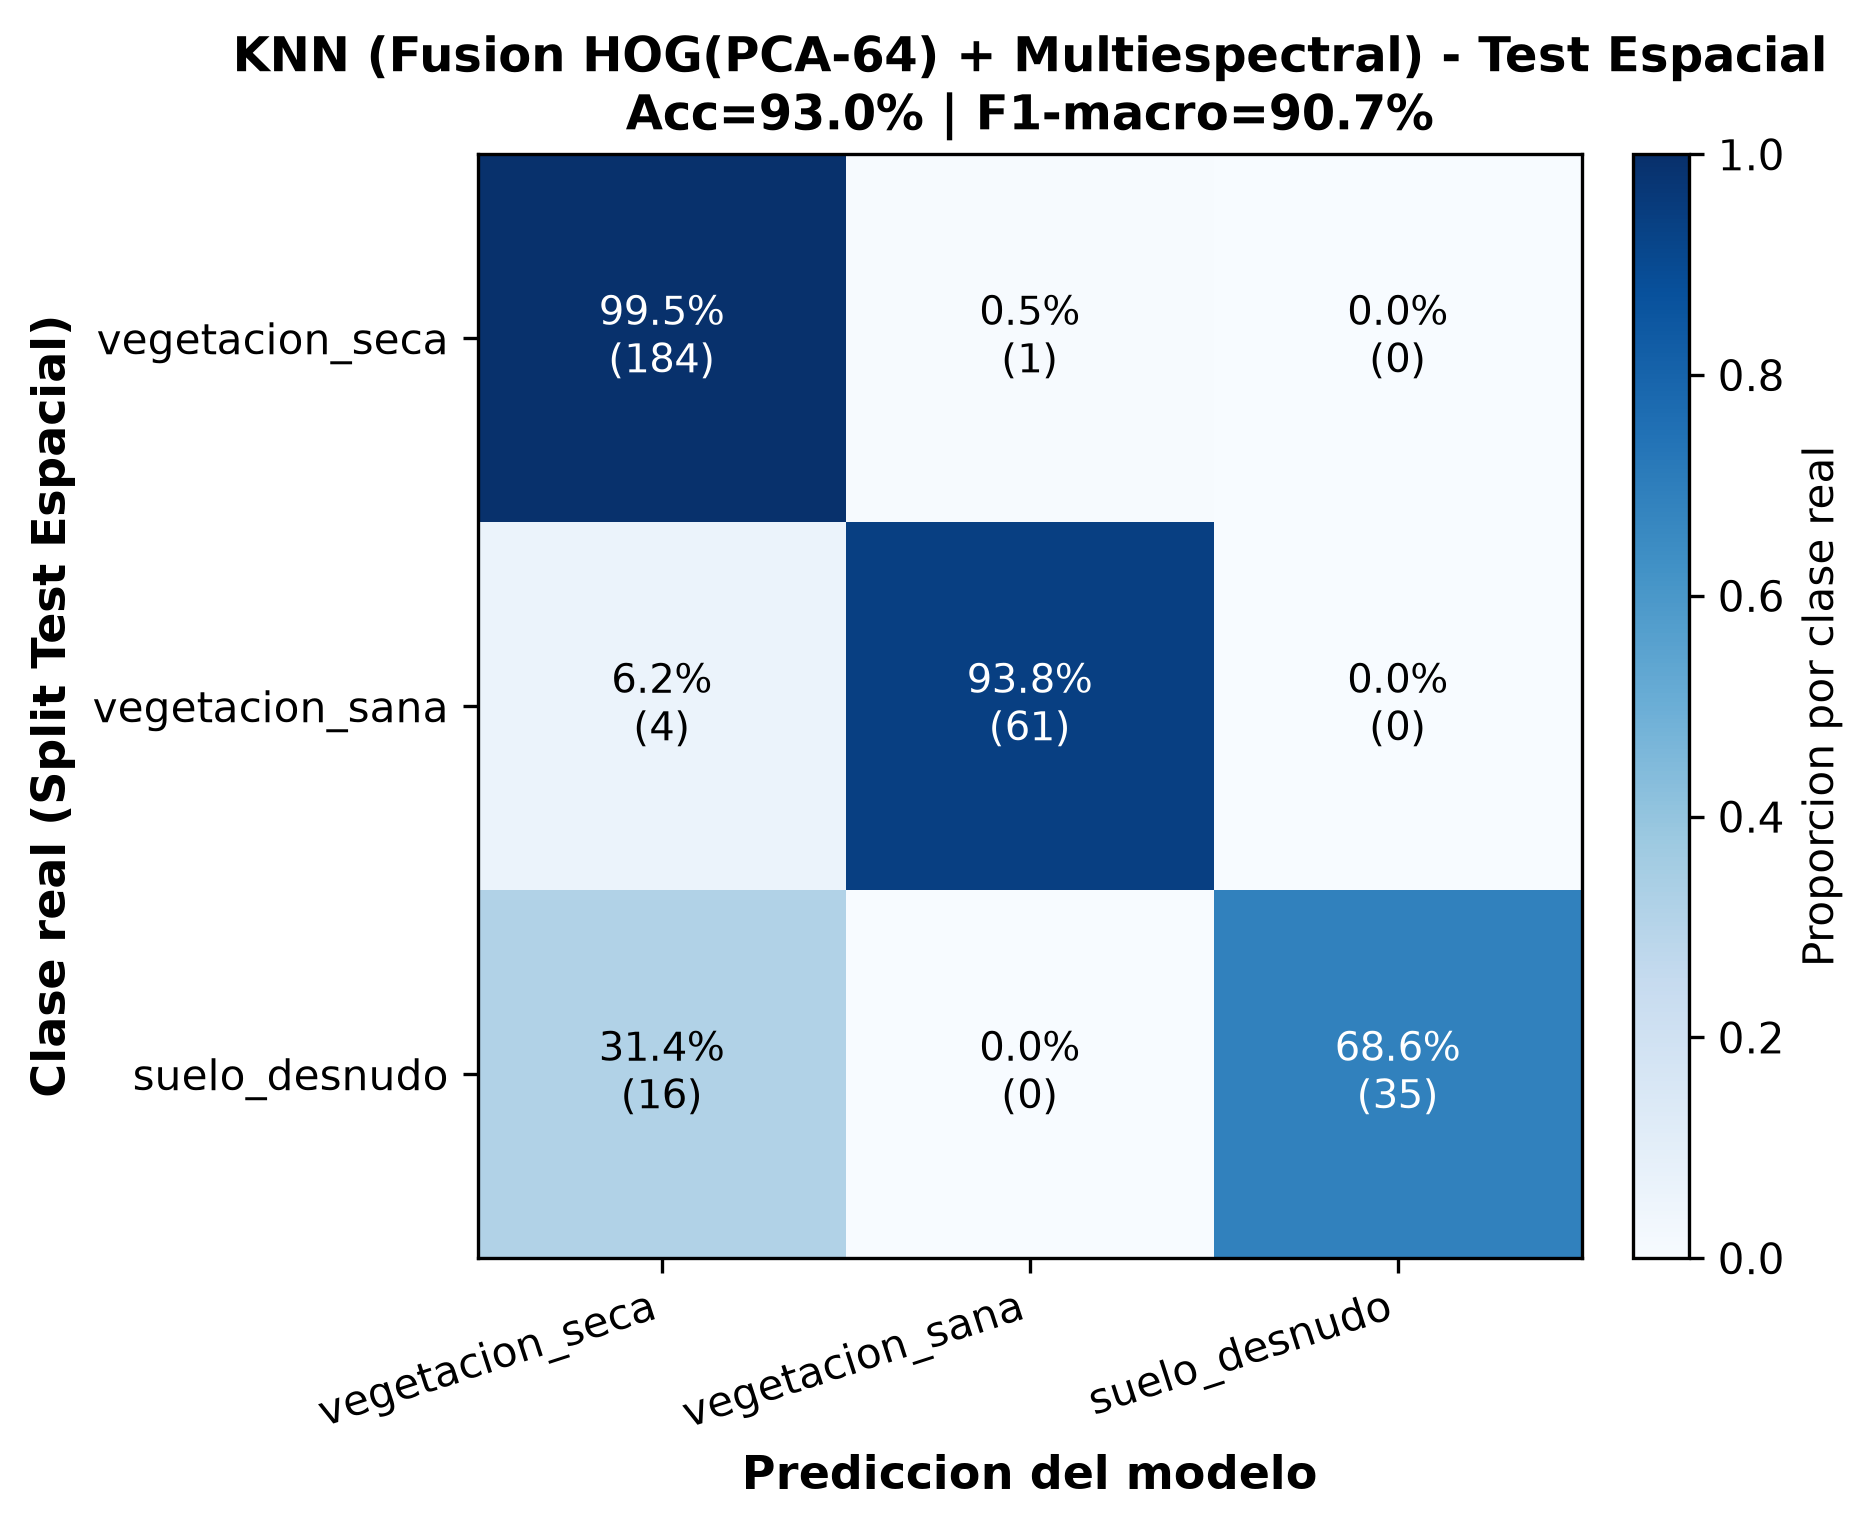 KNN (Fusion HOG(PCA-64) + Multiespectral) - Test Espacial
Acc=93.0% | F1-macro=90.7%
Clase real (Split Test Espacial)
vegetacion_seca
99.5%
(184)
0.5%
(1)
0.0%
(0)
vegetacion_sana
6.2%
(4)
93.8%
(61)
0.0%
(0)
suelo_desnudo
31.4%
(16)
0.0%
(0)
68.6%
(35)
vegetacion_seca
vegetacion_sana
suelo_desnudo
Prediccion del modelo
1.0
0.8
0.6
0.4
0.2
0.0
Proporcion por clase real